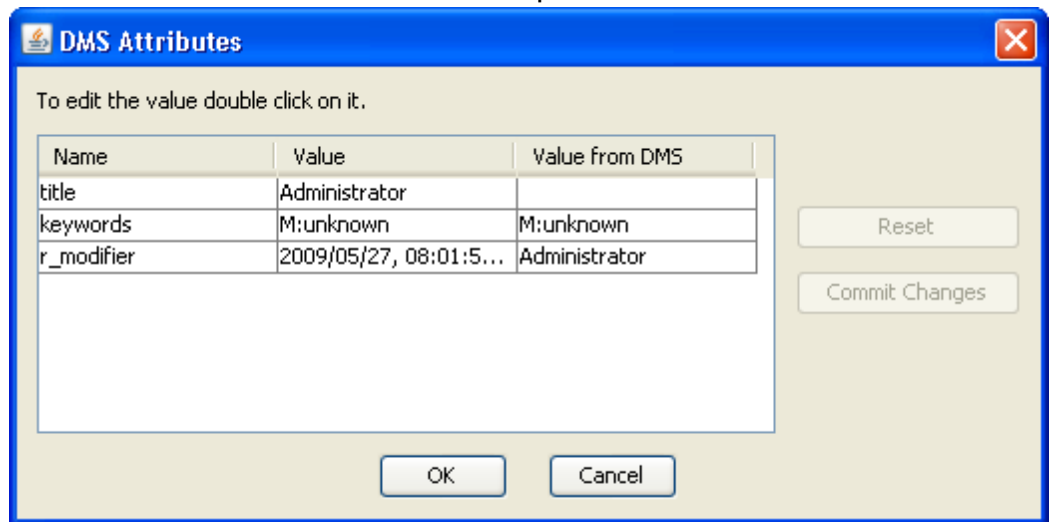 DMS Attributes
To edit the value double click on it.
Name Value Value from DMS
title Administrator
keywords M:unknown M:unknown
r_modifier 2009/05/27, 08:01:5... Administrator
Reset
Commit Changes
OK Cancel